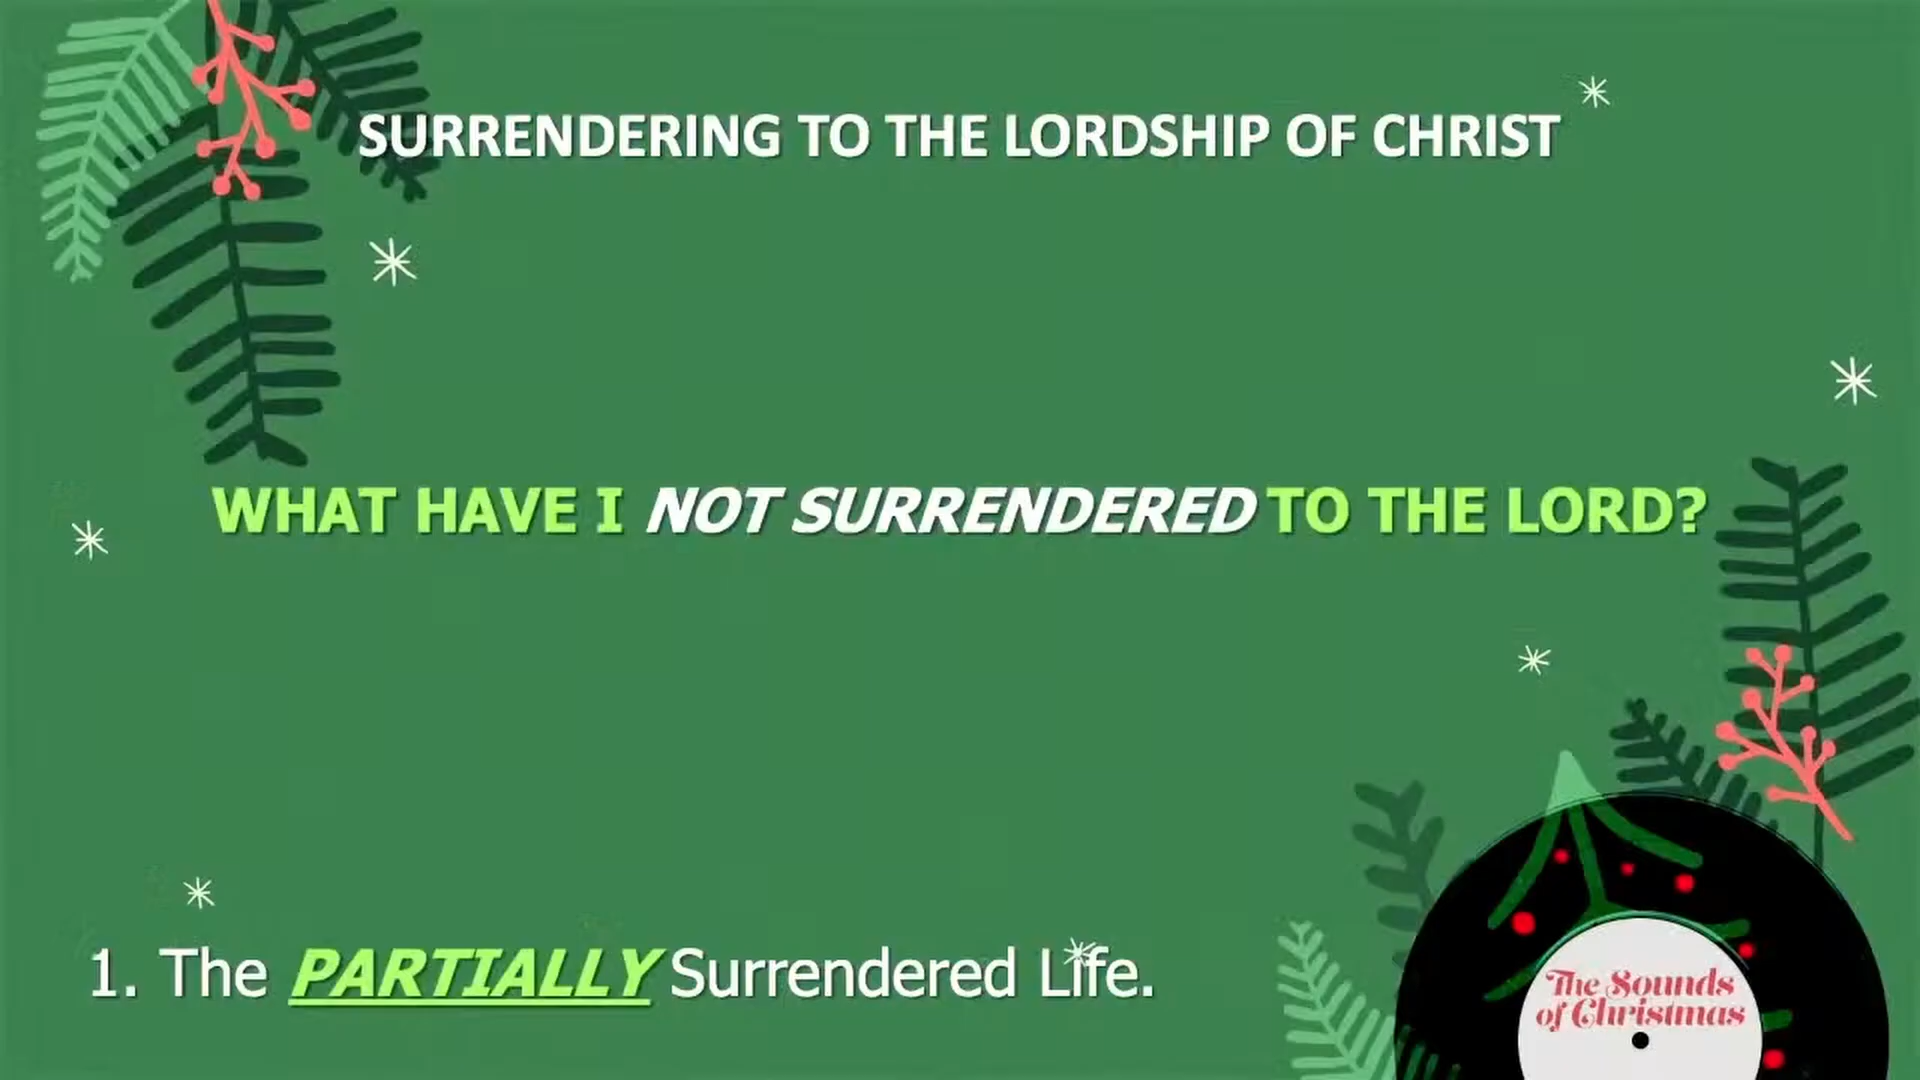 SURRENDERING TO THE LORDSHIP OF CHRIST
WHAT HAVE I NOT SURRENDERED TO THE LORD?
1. The PARTIALLY Surrendered Life.
The Sounds
of Christmas